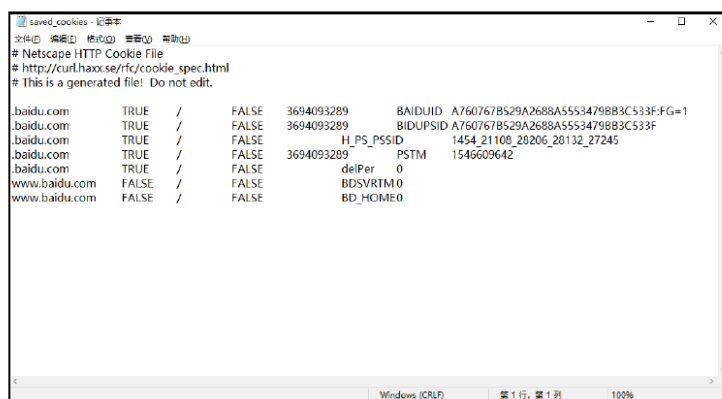 saved_cookies - 记事本
文件(F) 编辑(E) 格式(O) 查看(V) 帮助(H)
# Netscape HTTP Cookie File
# http://curl.haxx.se/rfc/cookie_spec.html
# This is a generated file!  Do not edit.
.baidu.com TRUE / FALSE 3694093289 BAIDUID A760767B529A2688A5553479BB3C533F:FG=1
.baidu.com TRUE / FALSE 3694093289 BIDUPSID A760767B529A2688A5553479BB3C533F
.baidu.com TRUE / FALSE H_PS_PSSID 1454_21108_28206_28132_27245
.baidu.com TRUE / FALSE 3694093289 PSTM 1546609642
.baidu.com TRUE / FALSE delPer 0
www.baidu.com FALSE / FALSE BDSVRTM 0
www.baidu.com FALSE / FALSE BD_HOME 0
Windows (CRLF) 第 1 行, 第 1 列 100%